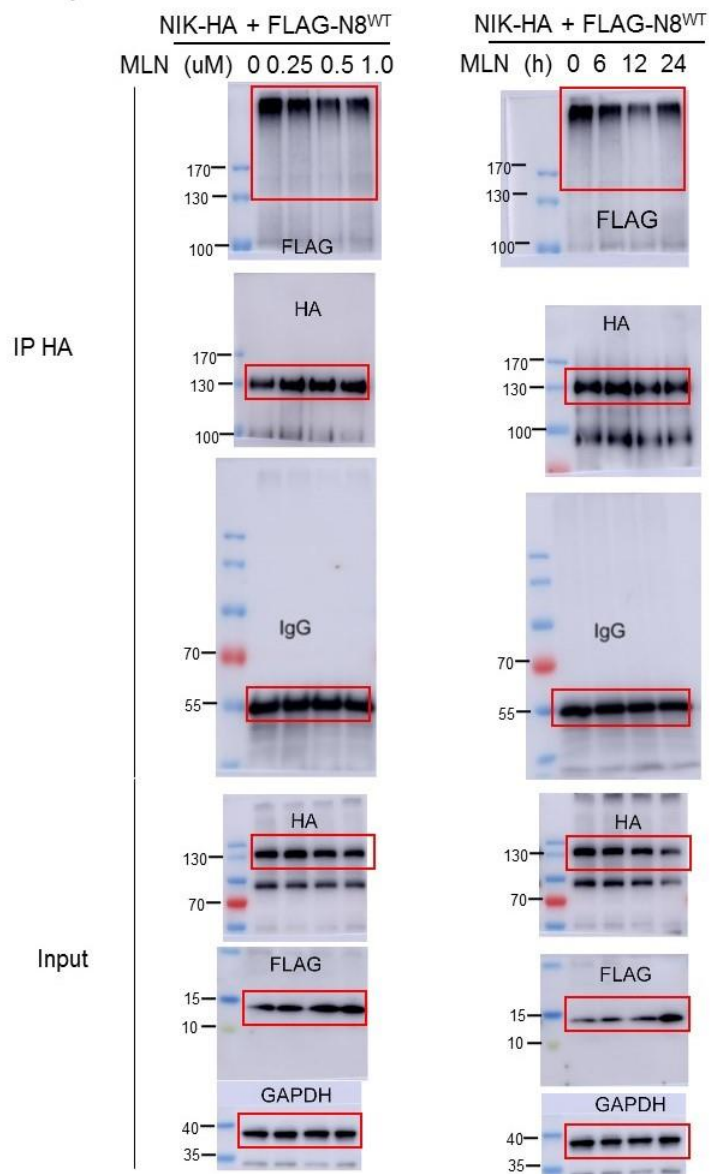 NIK-HA + FLAG-N8WT
MLN (uM) 0 0.25 0.5 1.0
170
130
100
FLAG
IP HA
HA
170
130
100
IgG
70
55
Input
HA
130
70
FLAG
15
10
GAPDH
40
35
NIK-HA + FLAG-N8WT
MLN (h) 0 6 12 24
170
130
100
FLAG
HA
170
130
100
IgG
70
55
HA
130
70
FLAG
15
10
GAPDH
40
35